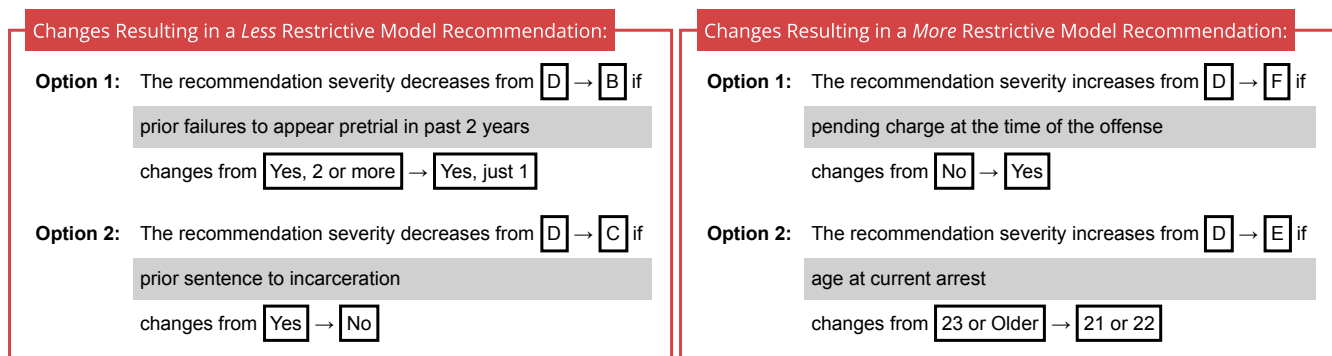 Changes Resulting in a Less Restrictive Model Recommendation:
Option 1: The recommendation severity decreases from D → B if
prior failures to appear pretrial in past 2 years
changes from Yes, 2 or more → Yes, just 1
Option 2: The recommendation severity decreases from D → C if
prior sentence to incarceration
changes from Yes → No
Changes Resulting in a More Restrictive Model Recommendation:
Option 1: The recommendation severity increases from D → F if
pending charge at the time of the offense
changes from No → Yes
Option 2: The recommendation severity increases from D → E if
age at current arrest
changes from 23 or Older → 21 or 22